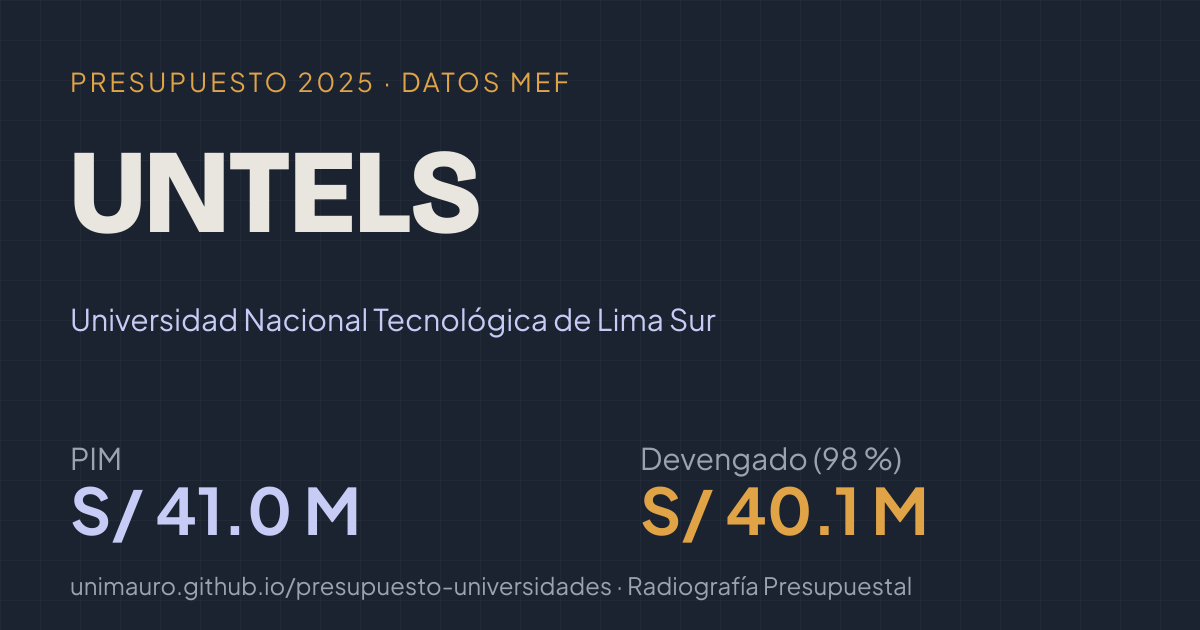 PRESUPUESTO 2025 · DATOS MEF
UNTELS
Universidad Nacional Tecnológica de Lima Sur
PIM
S/ 41.0 M
Devengado (98 %)
S/ 40.1 M
unimauro.github.io/presupuesto-universidades · Radiografía Presupuestal